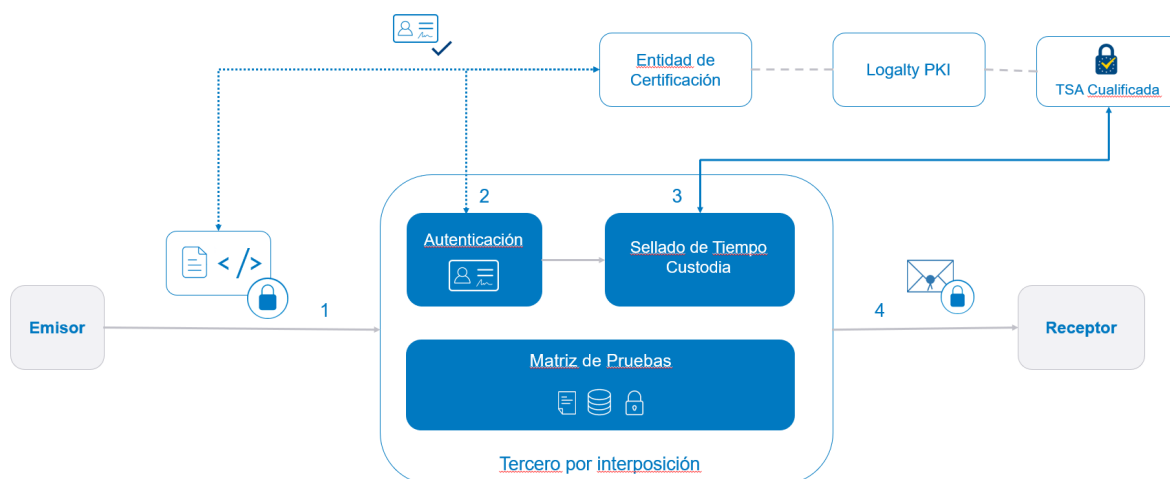 Entidad de
Certificación
Logalty PKI
TSA Cualificada
2
3
Autenticación
Sellado de Tiempo
Custodia
</>
Emisor
1
4
Receptor
Matriz de Pruebas
Tercero por interposición